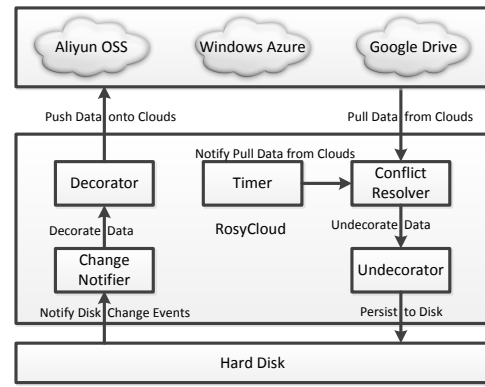 Aliyun OSS
Windows Azure
Google Drive
Push Data onto Clouds
Pull Data from Clouds
Notify Pull Data from Clouds
Decorator
Timer
Conflict
Resolver
RosyCloud
Decorate Data
Undecorate Data
Change
Notifier
Undecorator
Notify Disk Change Events
Persist to Disk
Hard Disk